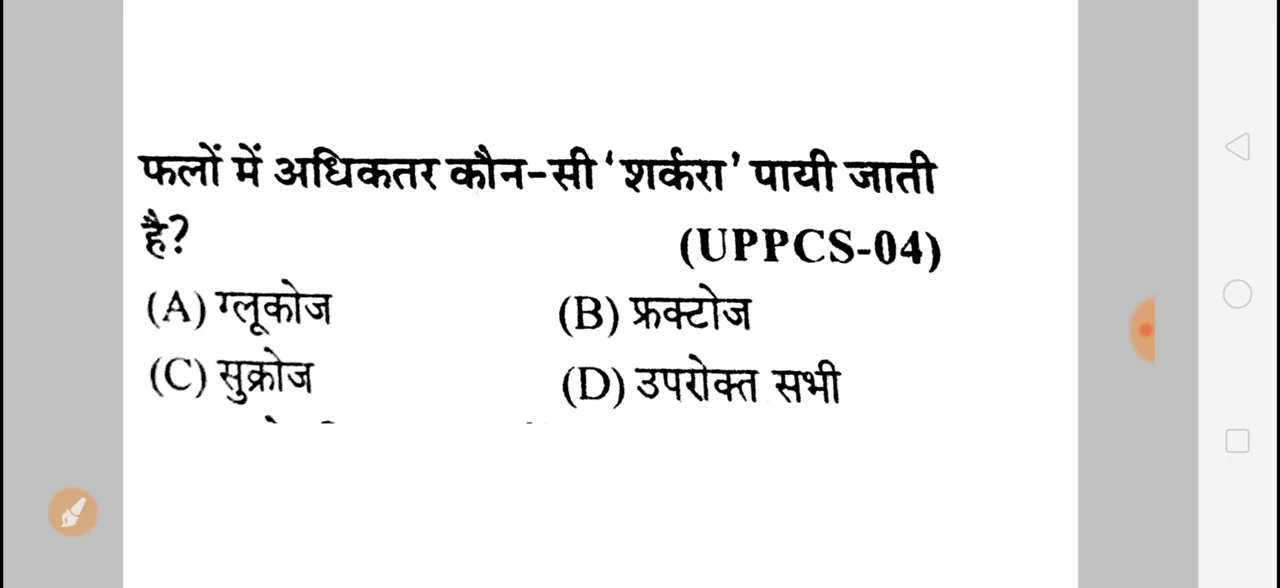 फलों में अधिकतर कौन-सी ‘शर्करा’ पायी जाती
है? (UPPCS-04)
(A) ग्लूकोज (B) फ्रक्टोज
(C) सुक्रोज (D) उपरोक्त सभी